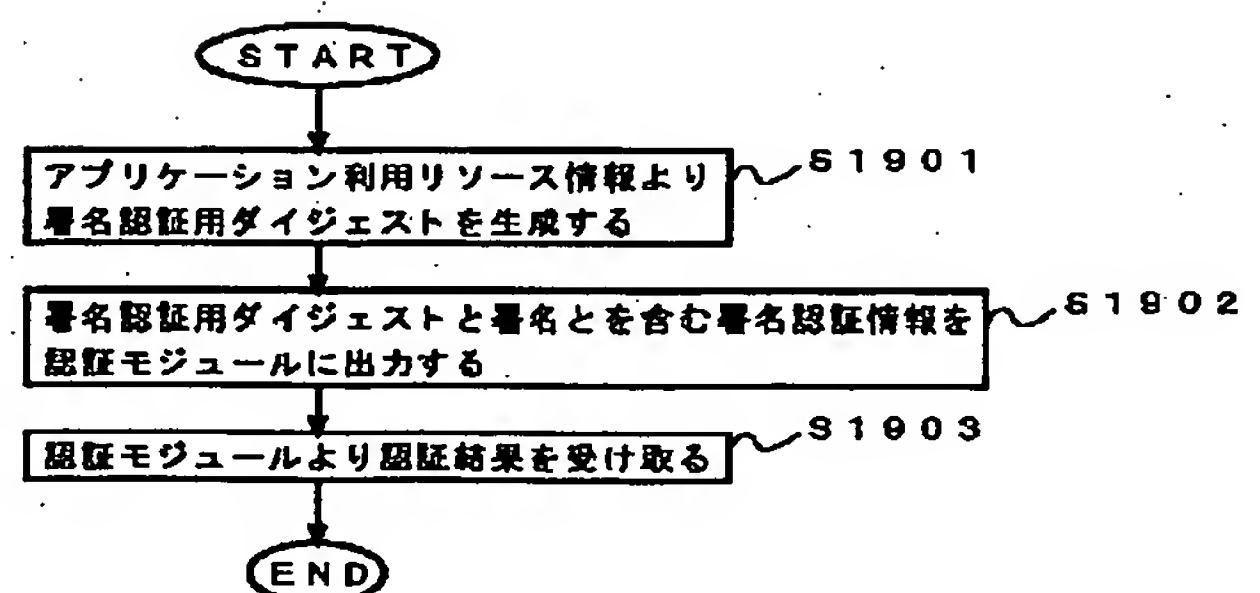 START
アプリケーション利用リソース情報より
署名認証用ダイジェストを生成する
S1901
署名認証用ダイジェストと署名とを含む署名認証情報を
認証モジュールに出力する
S1902
認証モジュールより認証結果を受け取る
S1903
END